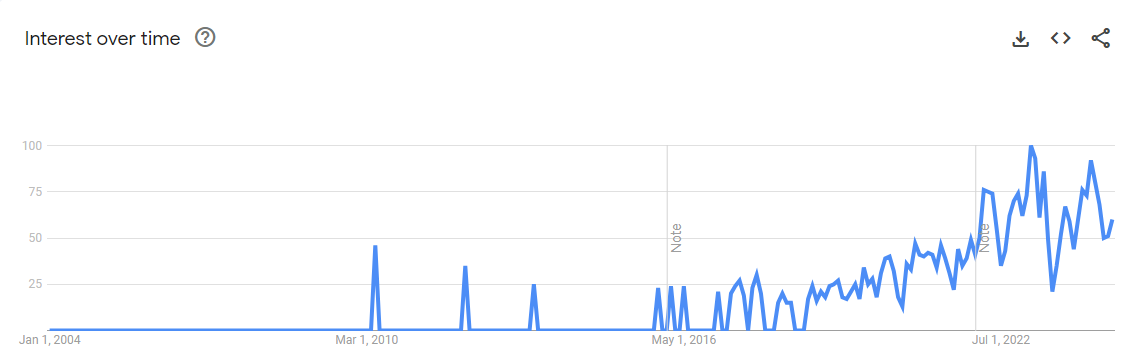 Interest over time ?
100
75
50
25
Note
Note
Jan 1, 2004
Mar 1, 2010
May 1, 2016
Jul 1, 2022